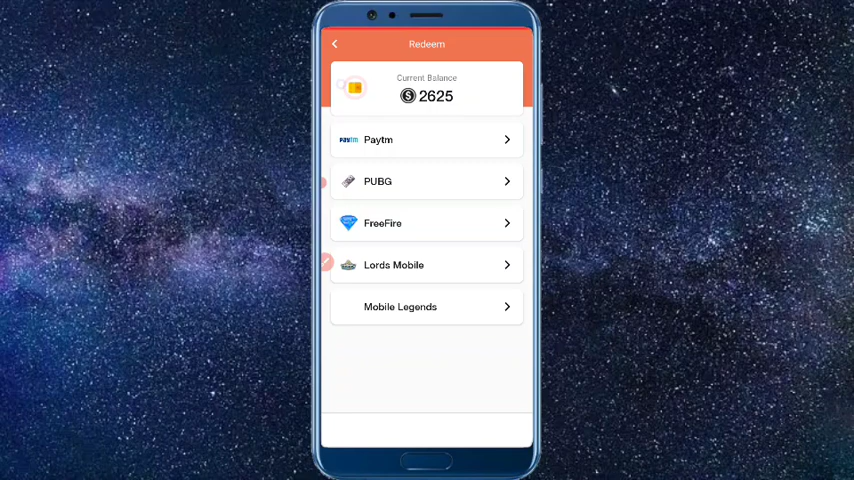 Redeem
Current Balance
2625
paytm Paytm
PUBG
FreeFire
Lords Mobile
Mobile Legends